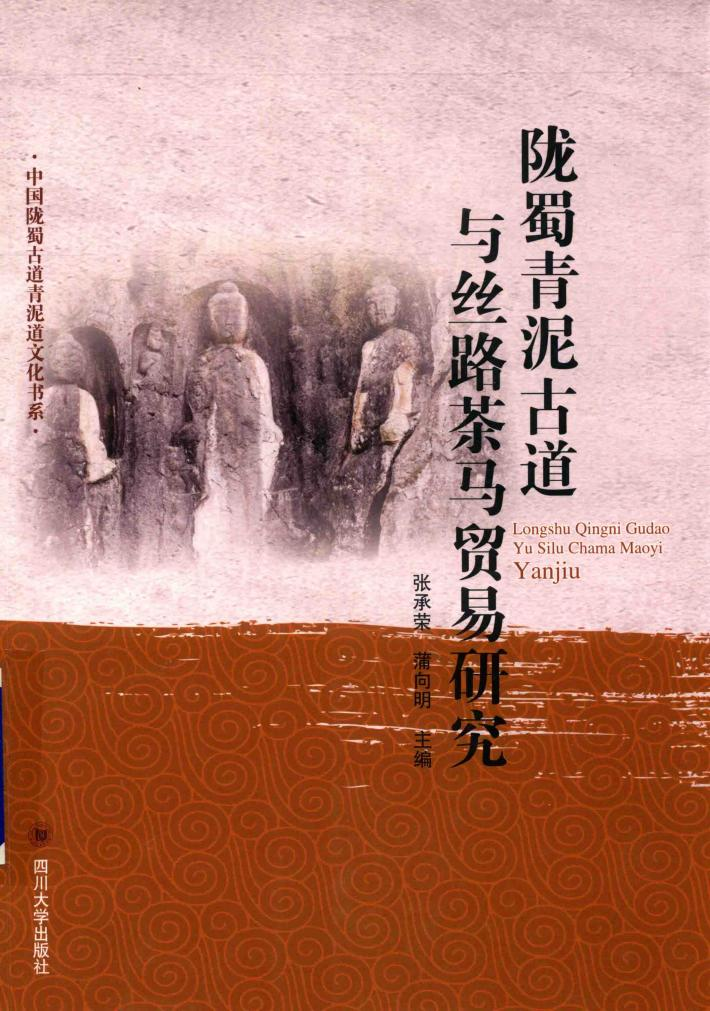 陇蜀青泥古道
与丝路茶马贸易研究
Longshu Qingni Gudao
Yu Silu Chama Maoyi
Yanjiu
张承荣 蒲向明 主编
·中国陇蜀古道青泥道文化书系·
四川大学出版社